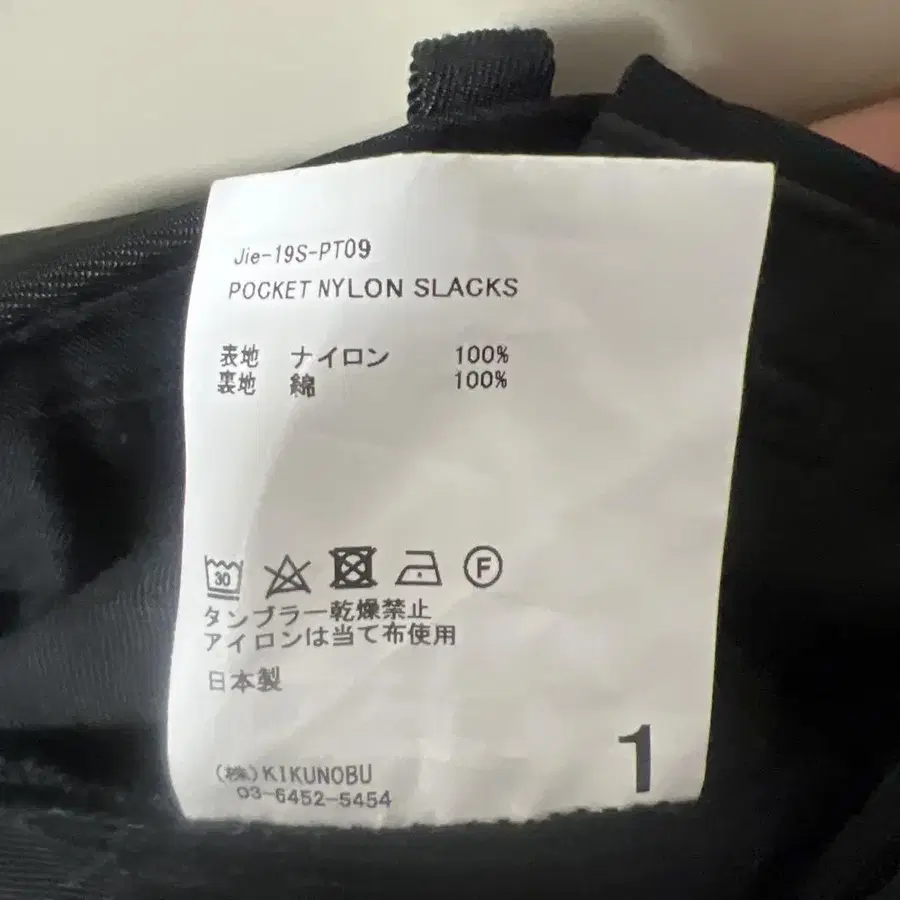 Jie-19S-PT09
POCKET NYLON SLACKS
表地 ナイロン 100%
裏地 綿 100%
30 F
タンブラー乾燥禁止
アイロンは当て布使用
日本製
(株)KIKUNOBU
03-6452-5454
1